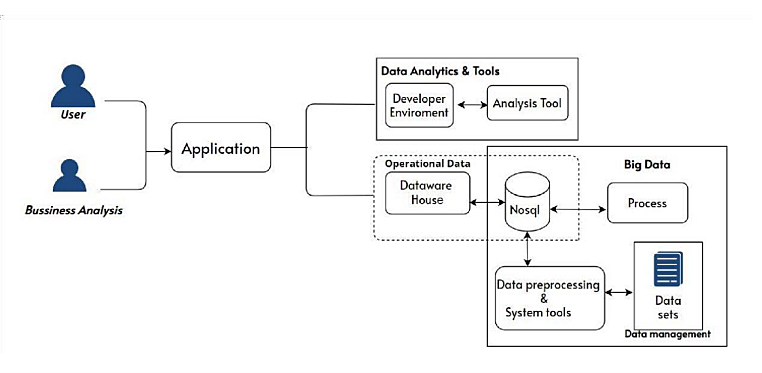 User
Bussiness Analysis
Application
Data Analytics & Tools
Developer
Enviroment
Analysis Tool
Operational Data
Dataware
House
Big Data
Nosql
Process
Data preprocessing
&
System tools
Data
sets
Data management